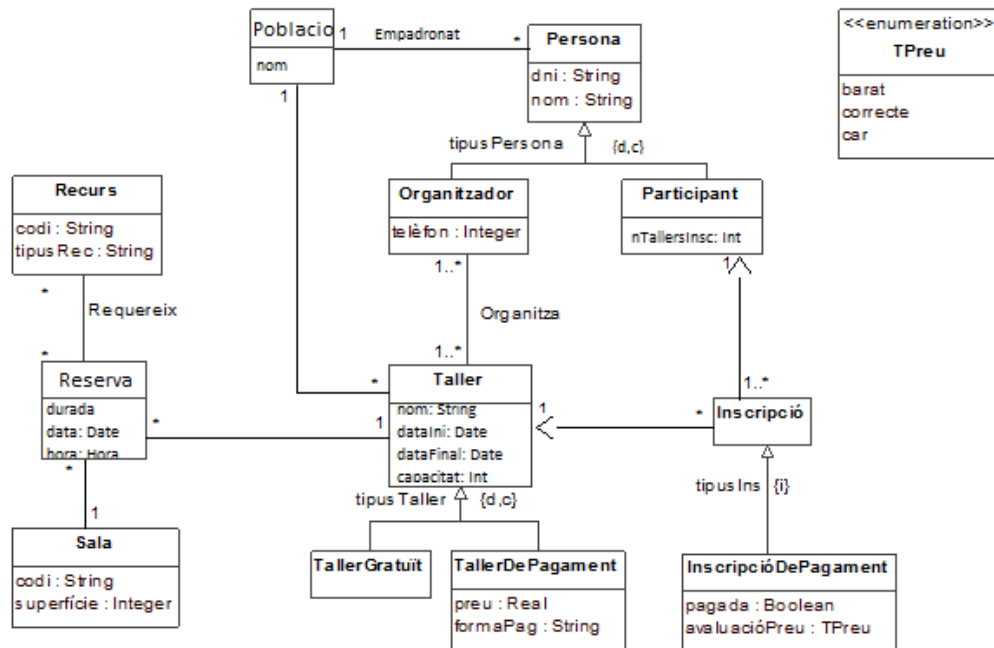 Població
nom
1
Empadronat
*
Persona
dni : String
nom : String
<<enumeration>>
TPreu
barat
correcte
car
1
tipus Persona
{d,c}
Recurs
codi : String
tipus Rec : String
Organitzador
telèfon : Integer
Participant
nTallersInsc: Int
*
1..*
1
Requereix
Organitza
*
1..*
1..*
Reserva
durada
data: Date
hora: Hora
*
Taller
nom: String
dataIni: Date
dataFinal: Date
capacitat: Int
*
1
1
*
Inscripció
*
tipus Taller
{d,c}
tipus Ins
{i}
1
Sala
codi : String
superfície : Integer
TallerGratuït
TallerDePagament
preu : Real
formaPag : String
InscripcióDePagament
pagada : Boolean
avaluacióPreu : TPreu